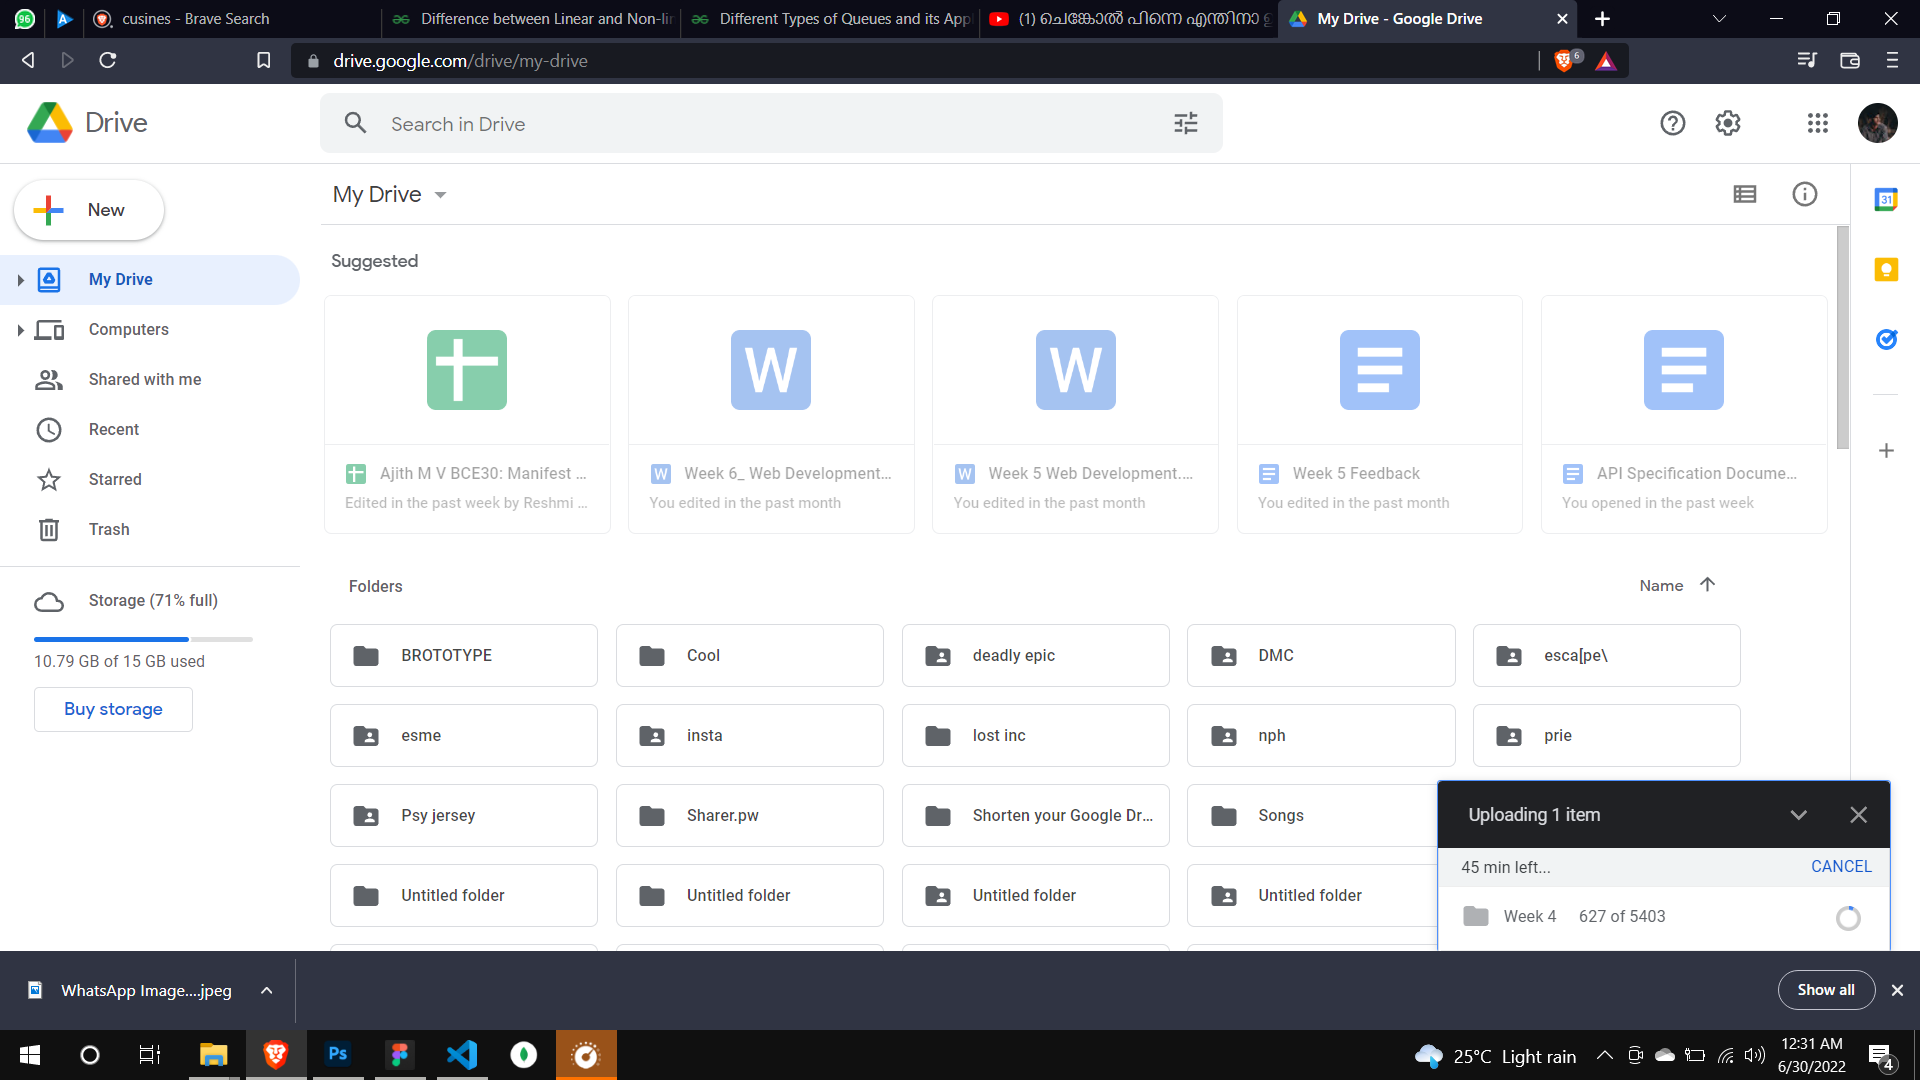 96
cusines - Brave Search
Difference between Linear and Non-lin
Different Types of Queues and its Appl
(1) ചെങ്കോൽ പിന്നെ എന്തിനാ
My Drive - Google Drive
drive.google.com/drive/my-drive
6
Drive
Search in Drive
New
My Drive
Computers
Shared with me
Recent
Starred
Trash
Storage (71% full)
10.79 GB of 15 GB used
Buy storage
My Drive
31
Suggested
W
W
Ajith M V BCE30: Manifest ...
Edited in the past week by Reshmi ...
W Week 6_ Web Development...
You edited in the past month
W Week 5 Web Development....
You edited in the past month
Week 5 Feedback
You edited in the past month
API Specification Docume...
You opened in the past week
Folders
Name
BROTOTYPE
Cool
deadly epic
DMC
esca[pe\
esme
insta
lost inc
nph
prie
Psy jersey
Sharer.pw
Shorten your Google Dr...
Songs
Untitled folder
Untitled folder
Untitled folder
Untitled folder
Uploading 1 item
45 min left...
CANCEL
Week 4 627 of 5403
WhatsApp Image....jpeg
Show all
Ps
25°C Light rain
12:31 AM
6/30/2022
4